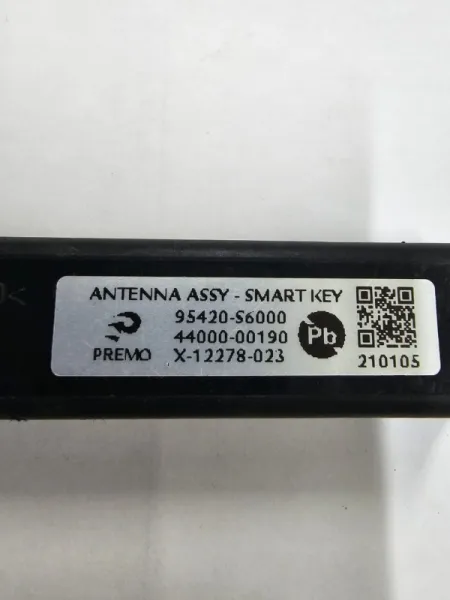 ANTENNA ASSY - SMART KEY
95420-S6000
44000-00190
PREMO X-12278-023
Pb
210105